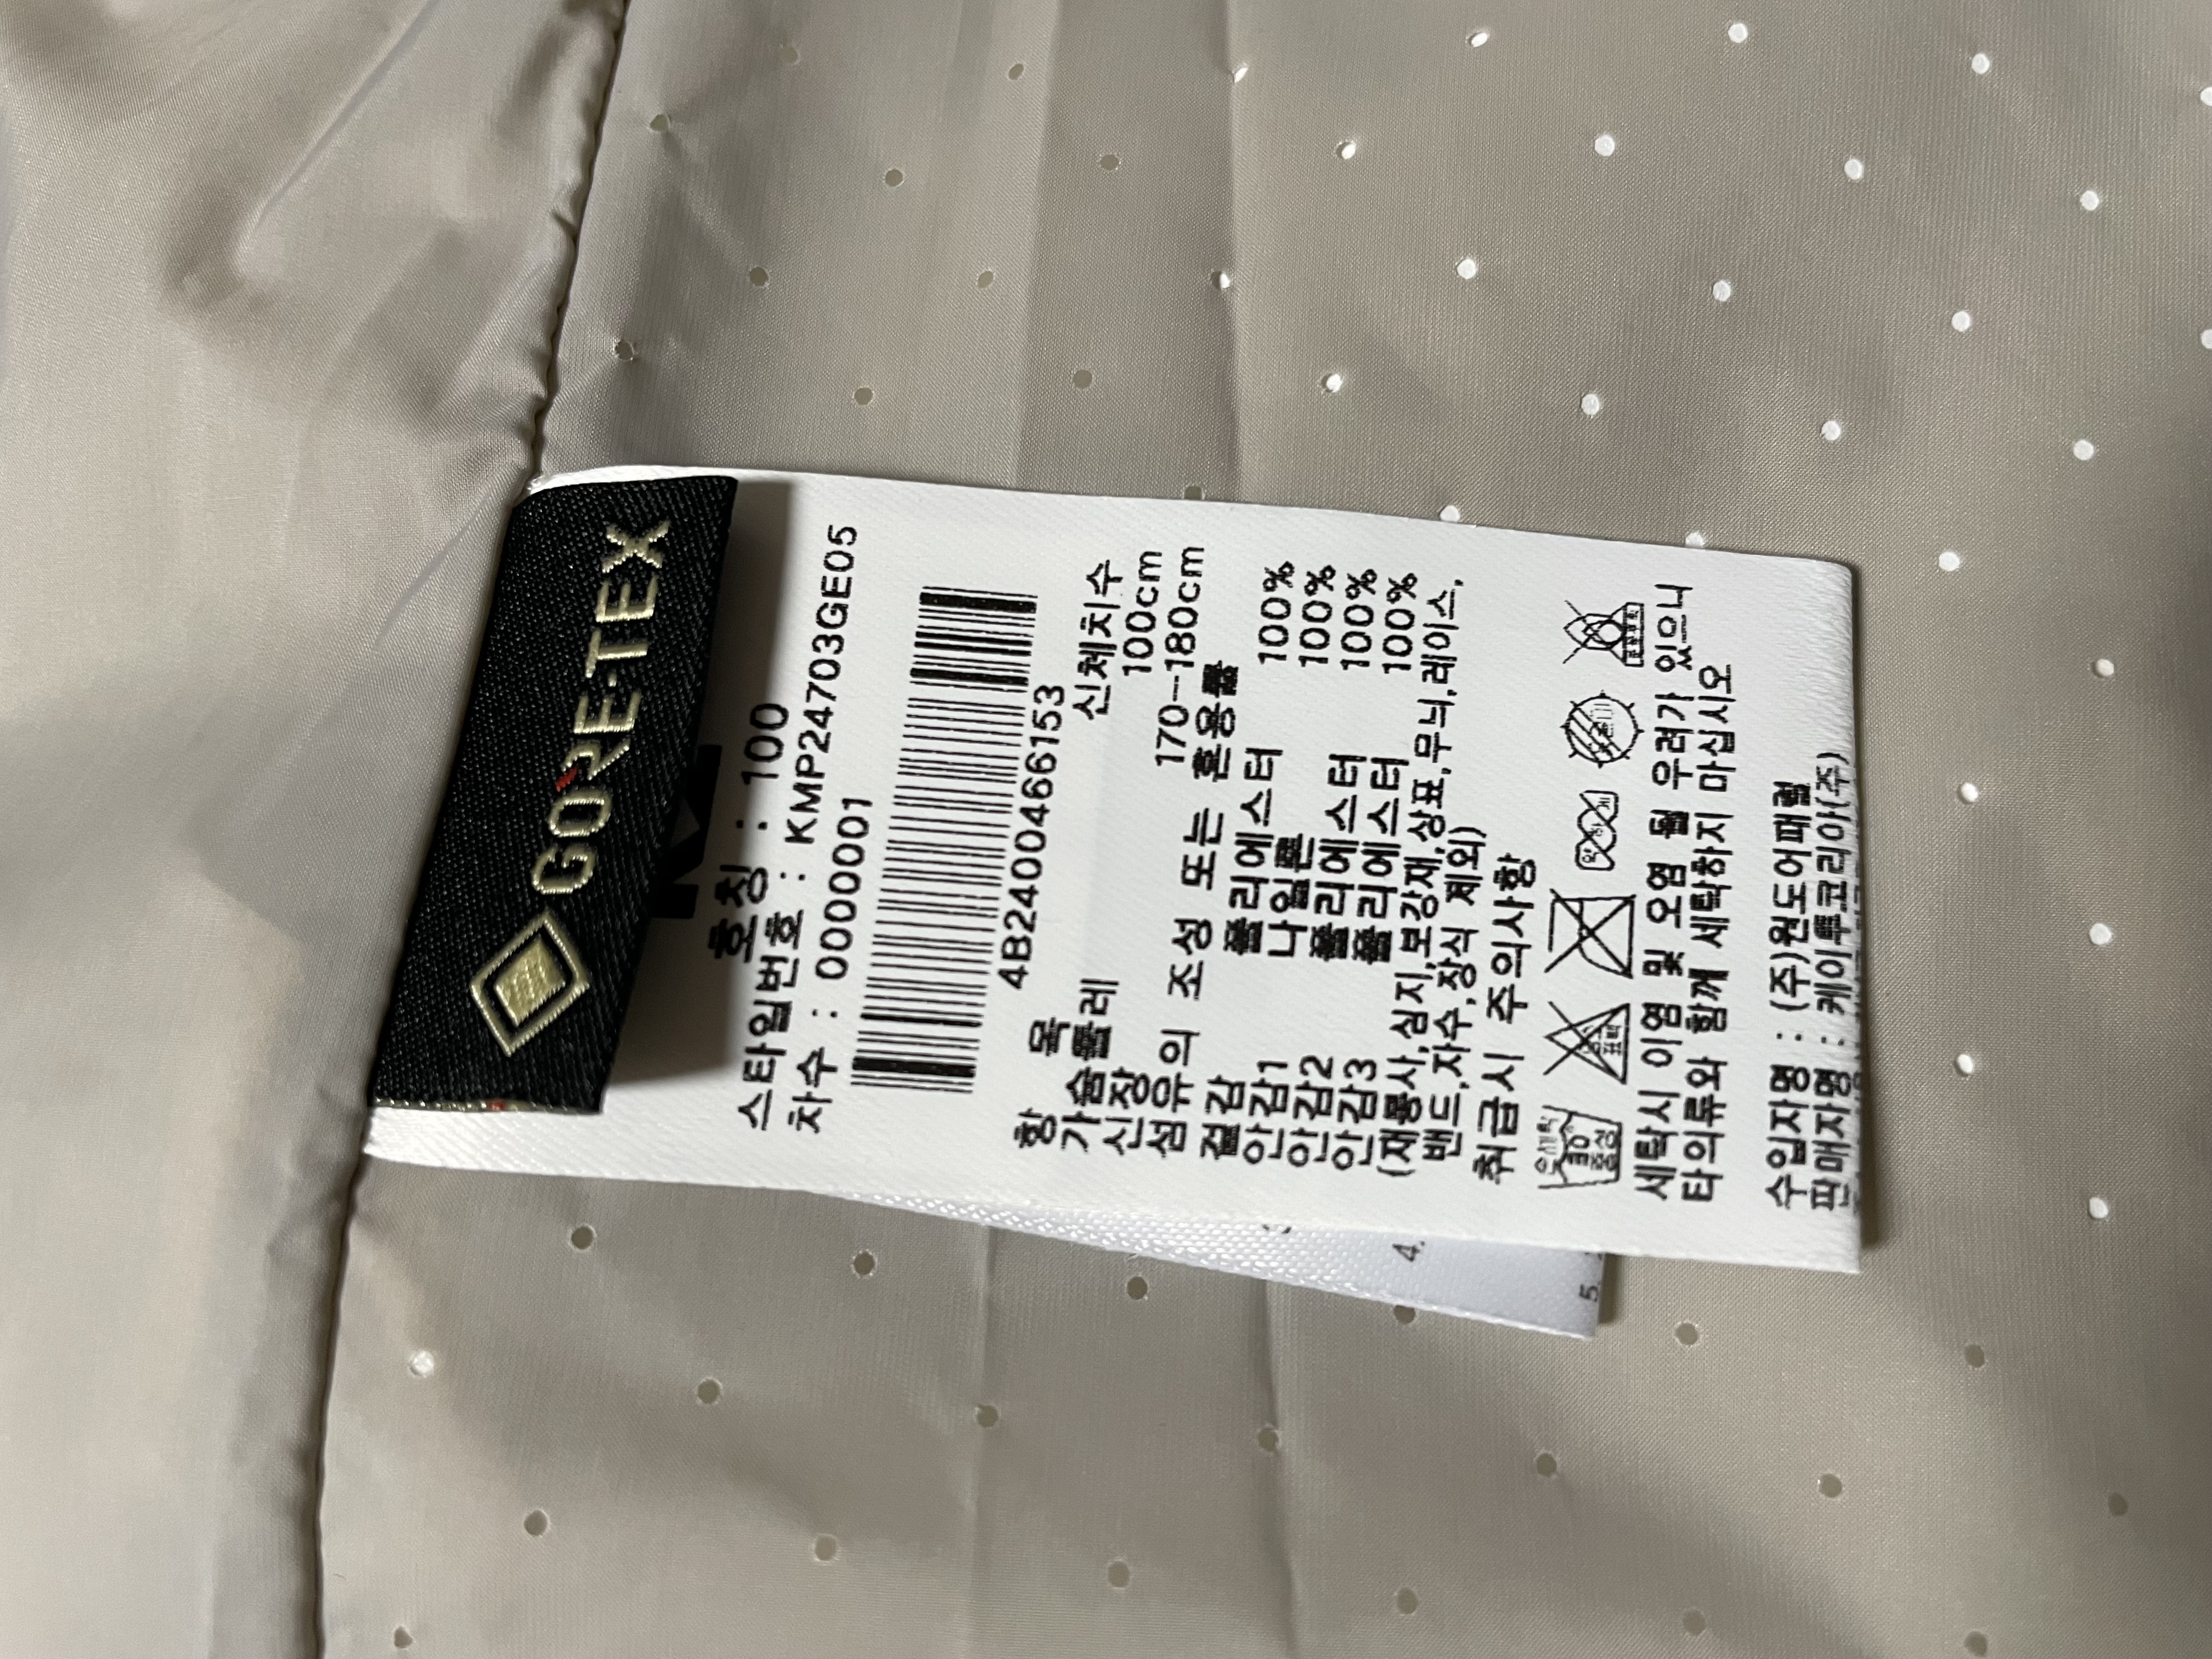 GORE-TEX
호칭 : 100
스타일번호 : KMP24703GE05
차수 : 0000001
4B2400466153
항 목 신체치수
가슴둘레 100cm
신장 170-180cm
섬유의 조성 또는 혼용률
겉감 폴리에스터 100%
안감1 나일론 100%
안감2 폴리에스터 100%
안감3 폴리에스터 100%
(재봉사,심지,보강재,상표,무늬,레이스,
밴드,자수,장식 제외)
취급시 주의사항
세탁시 이염 및 오염 될 우려가 있으니
타의류와 함께 세탁하지 마십시오
수입자명 : (주)원도어패럴
판매자명 : 케이투코리아(주)
4.
5.